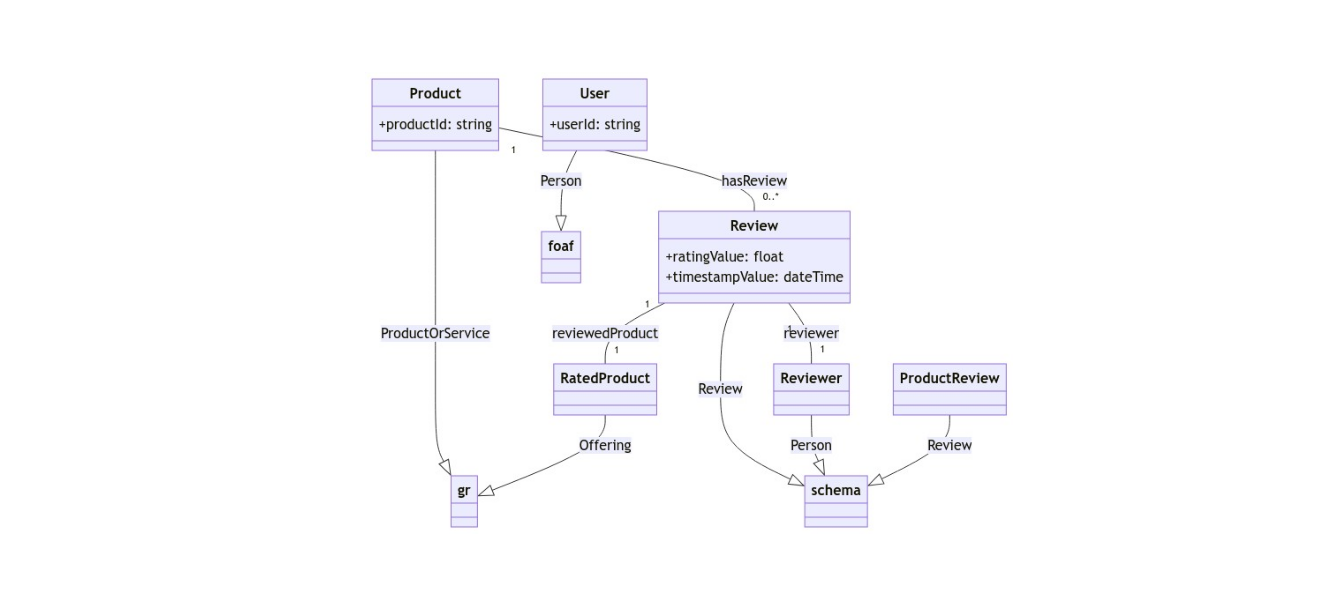 Product
+productId: string
User
+userId: string
1
Person
hasReview
0..*
foaf
Review
+ratingValue: float
+timestampValue: dateTime
1
1
ProductOrService
reviewedProduct
reviewer
1
1
RatedProduct
Review
Reviewer
ProductReview
Offering
Person
Review
gr
schema